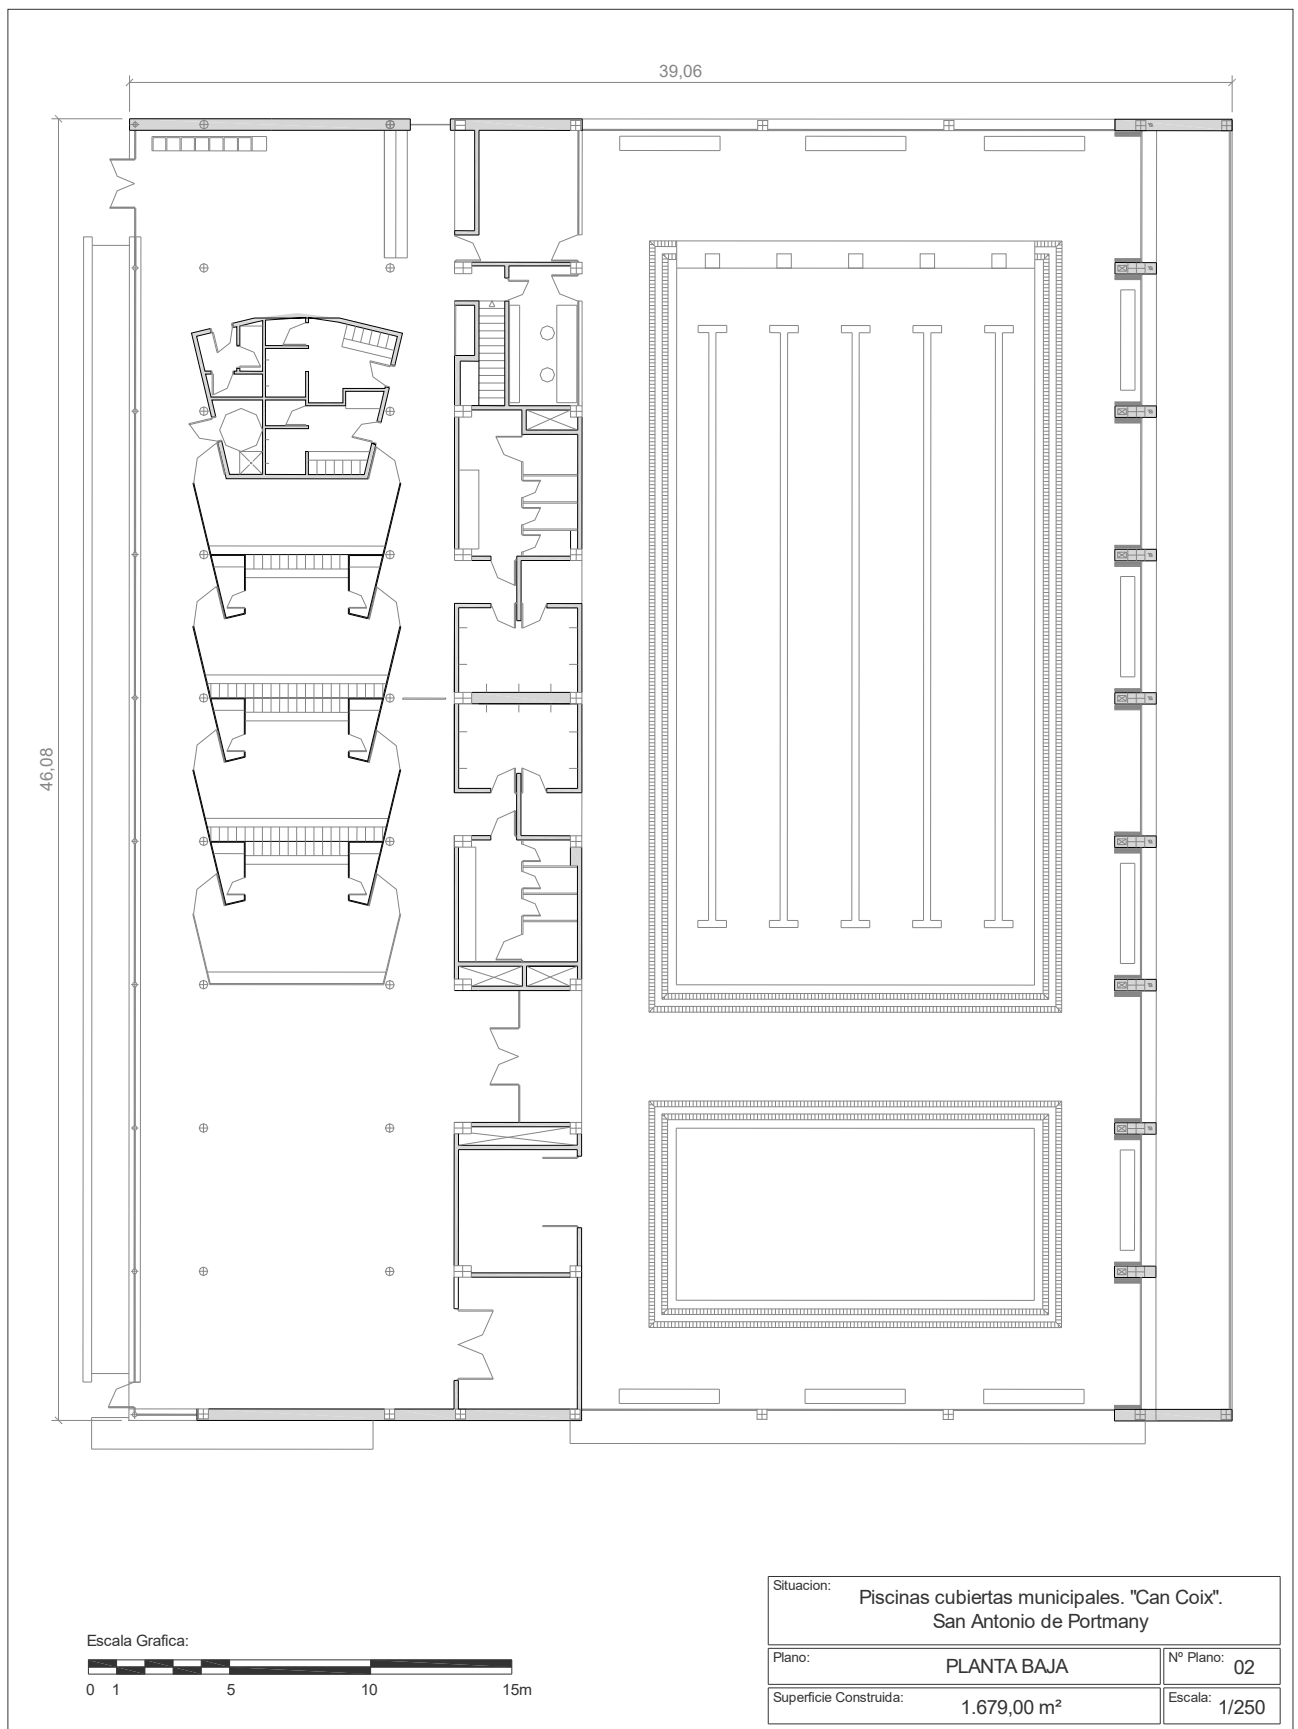 39,06
46,08
Situacion:
Piscinas cubiertas municipales. "Can Coix".
San Antonio de Portmany
Escala Grafica:
Plano: PLANTA BAJA Nº Plano: 02
0 1 5 10 15m
Superficie Construida: 1.679,00 m² Escala: 1/250